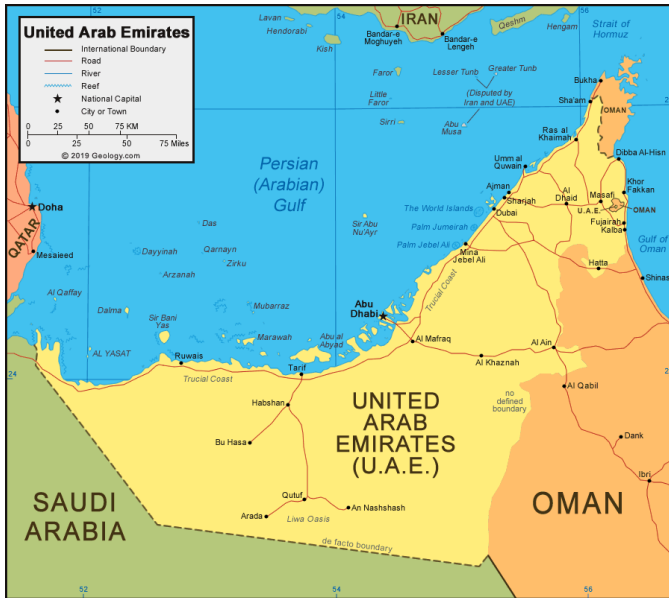 52
54
56
United Arab Emirates
International Boundary
Road
River
Reef
National Capital
City or Town
0 25 50 75 KM
0 25 50 75 Miles
© 2019 Geology.com
Lavan
Hendorabi
Kish
IRAN
Bandar-e
Moghuyeh
Bandar-e
Lengeh
Qeshm
Hengam
Strait of
Hormuz
Faror
Little
Faror
Sirri
Lesser Tunb
Greater Tunb
(Disputed by
Iran and UAE)
Abu
Musa
Bukha
Sha'am
OMAN
Ras al
Khaimah
Umm al
Quwain
Dibba Al-Hisn
Ajman
Sharjah
Dubai
Al
Dhaid
Masafi
Khor
Fakkan
U.A.E.
OMAN
Fujairah
Kalba
Gulf of
Oman
Hatta
Shinas
Persian
(Arabian)
Gulf
The World Islands
Palm Jumeirah
Palm Jebel Ali
Mina
Jebel Ali
Trucial Coast
Sir Abu
Nu'Ayr
Doha
QATAR
Mesaieed
Das
Dayyinah
Qarnayn
Zirku
Arzanah
Al Qaffay
Dalma
Sir Bani
Yas
Mubarraz
Marawah
Abu al
Abyad
Abu
Dhabi
AL YASAT
Ruwais
Trucial Coast
Tarif
Al Mafraq
Al Khaznah
Al Ain
Al Qabil
24
2
2
Habshan
Bu Hasa
UNITED
ARAB
EMIRATES
(U.A.E.)
no
defined
boundary
Dank
Ibri
Qutuf
Arada
Liwa Oasis
An Nashshash
SAUDI
ARABIA
OMAN
de facto boundary
52
54
56